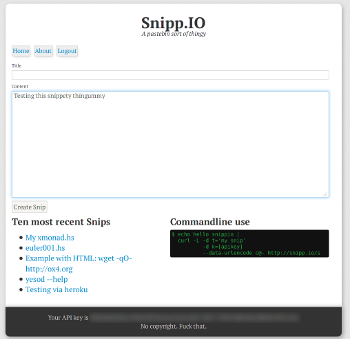 Snipp.IO
A pastebin sort of thingy
Home About Logout
Title
Content
Testing this snippety thingummy
Create Snip
Ten most recent Snips
My xmonad.hs
euler001.hs
Example with HTML: wget -qO-
http://ox4.org
yesod --help
Testing via heroku
Commandline use
$ echo hello snippio |
curl -L -d t='my snip'
-d k=[apikey]
--data-urlencode c@- http://snipp.io/s
Your API key is
No copyright. Fuck that.